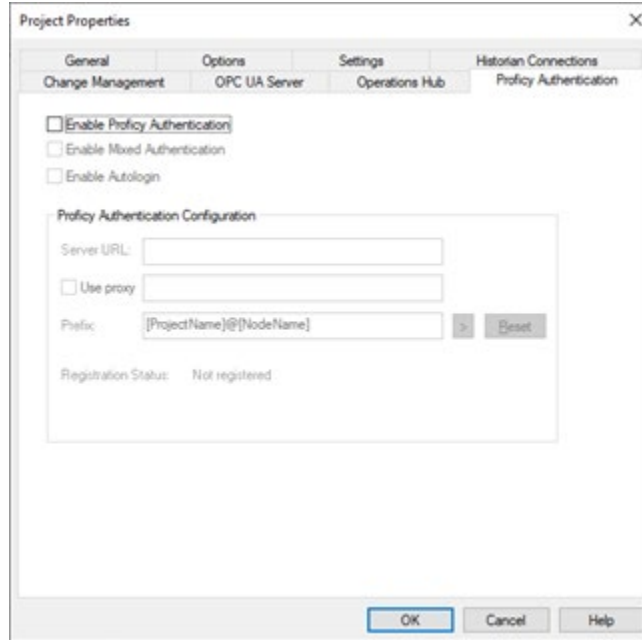 Project Properties
General Options Settings Historian Connections
Change Management OPC UA Server Operations Hub Proficy Authentication
Enable Proficy Authentication
Enable Mixed Authentication
Enable Autologin
Proficy Authentication Configuration
Server URL:
Use proxy
Prefix: [ProjectName]@[NodeName] > Reset
Registration Status: Not registered
OK Cancel Help